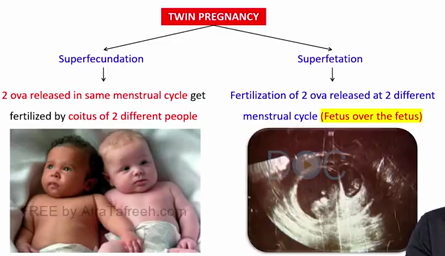 TWIN PREGNANCY
Superfecundation
Superfetation
2 ova released in same menstrual cycle get
fertilized by coitus of 2 different people
Fertilization of 2 ova released at 2 different
menstrual cycle (Fetus over the fetus)
REE by AltaTafreeh.com